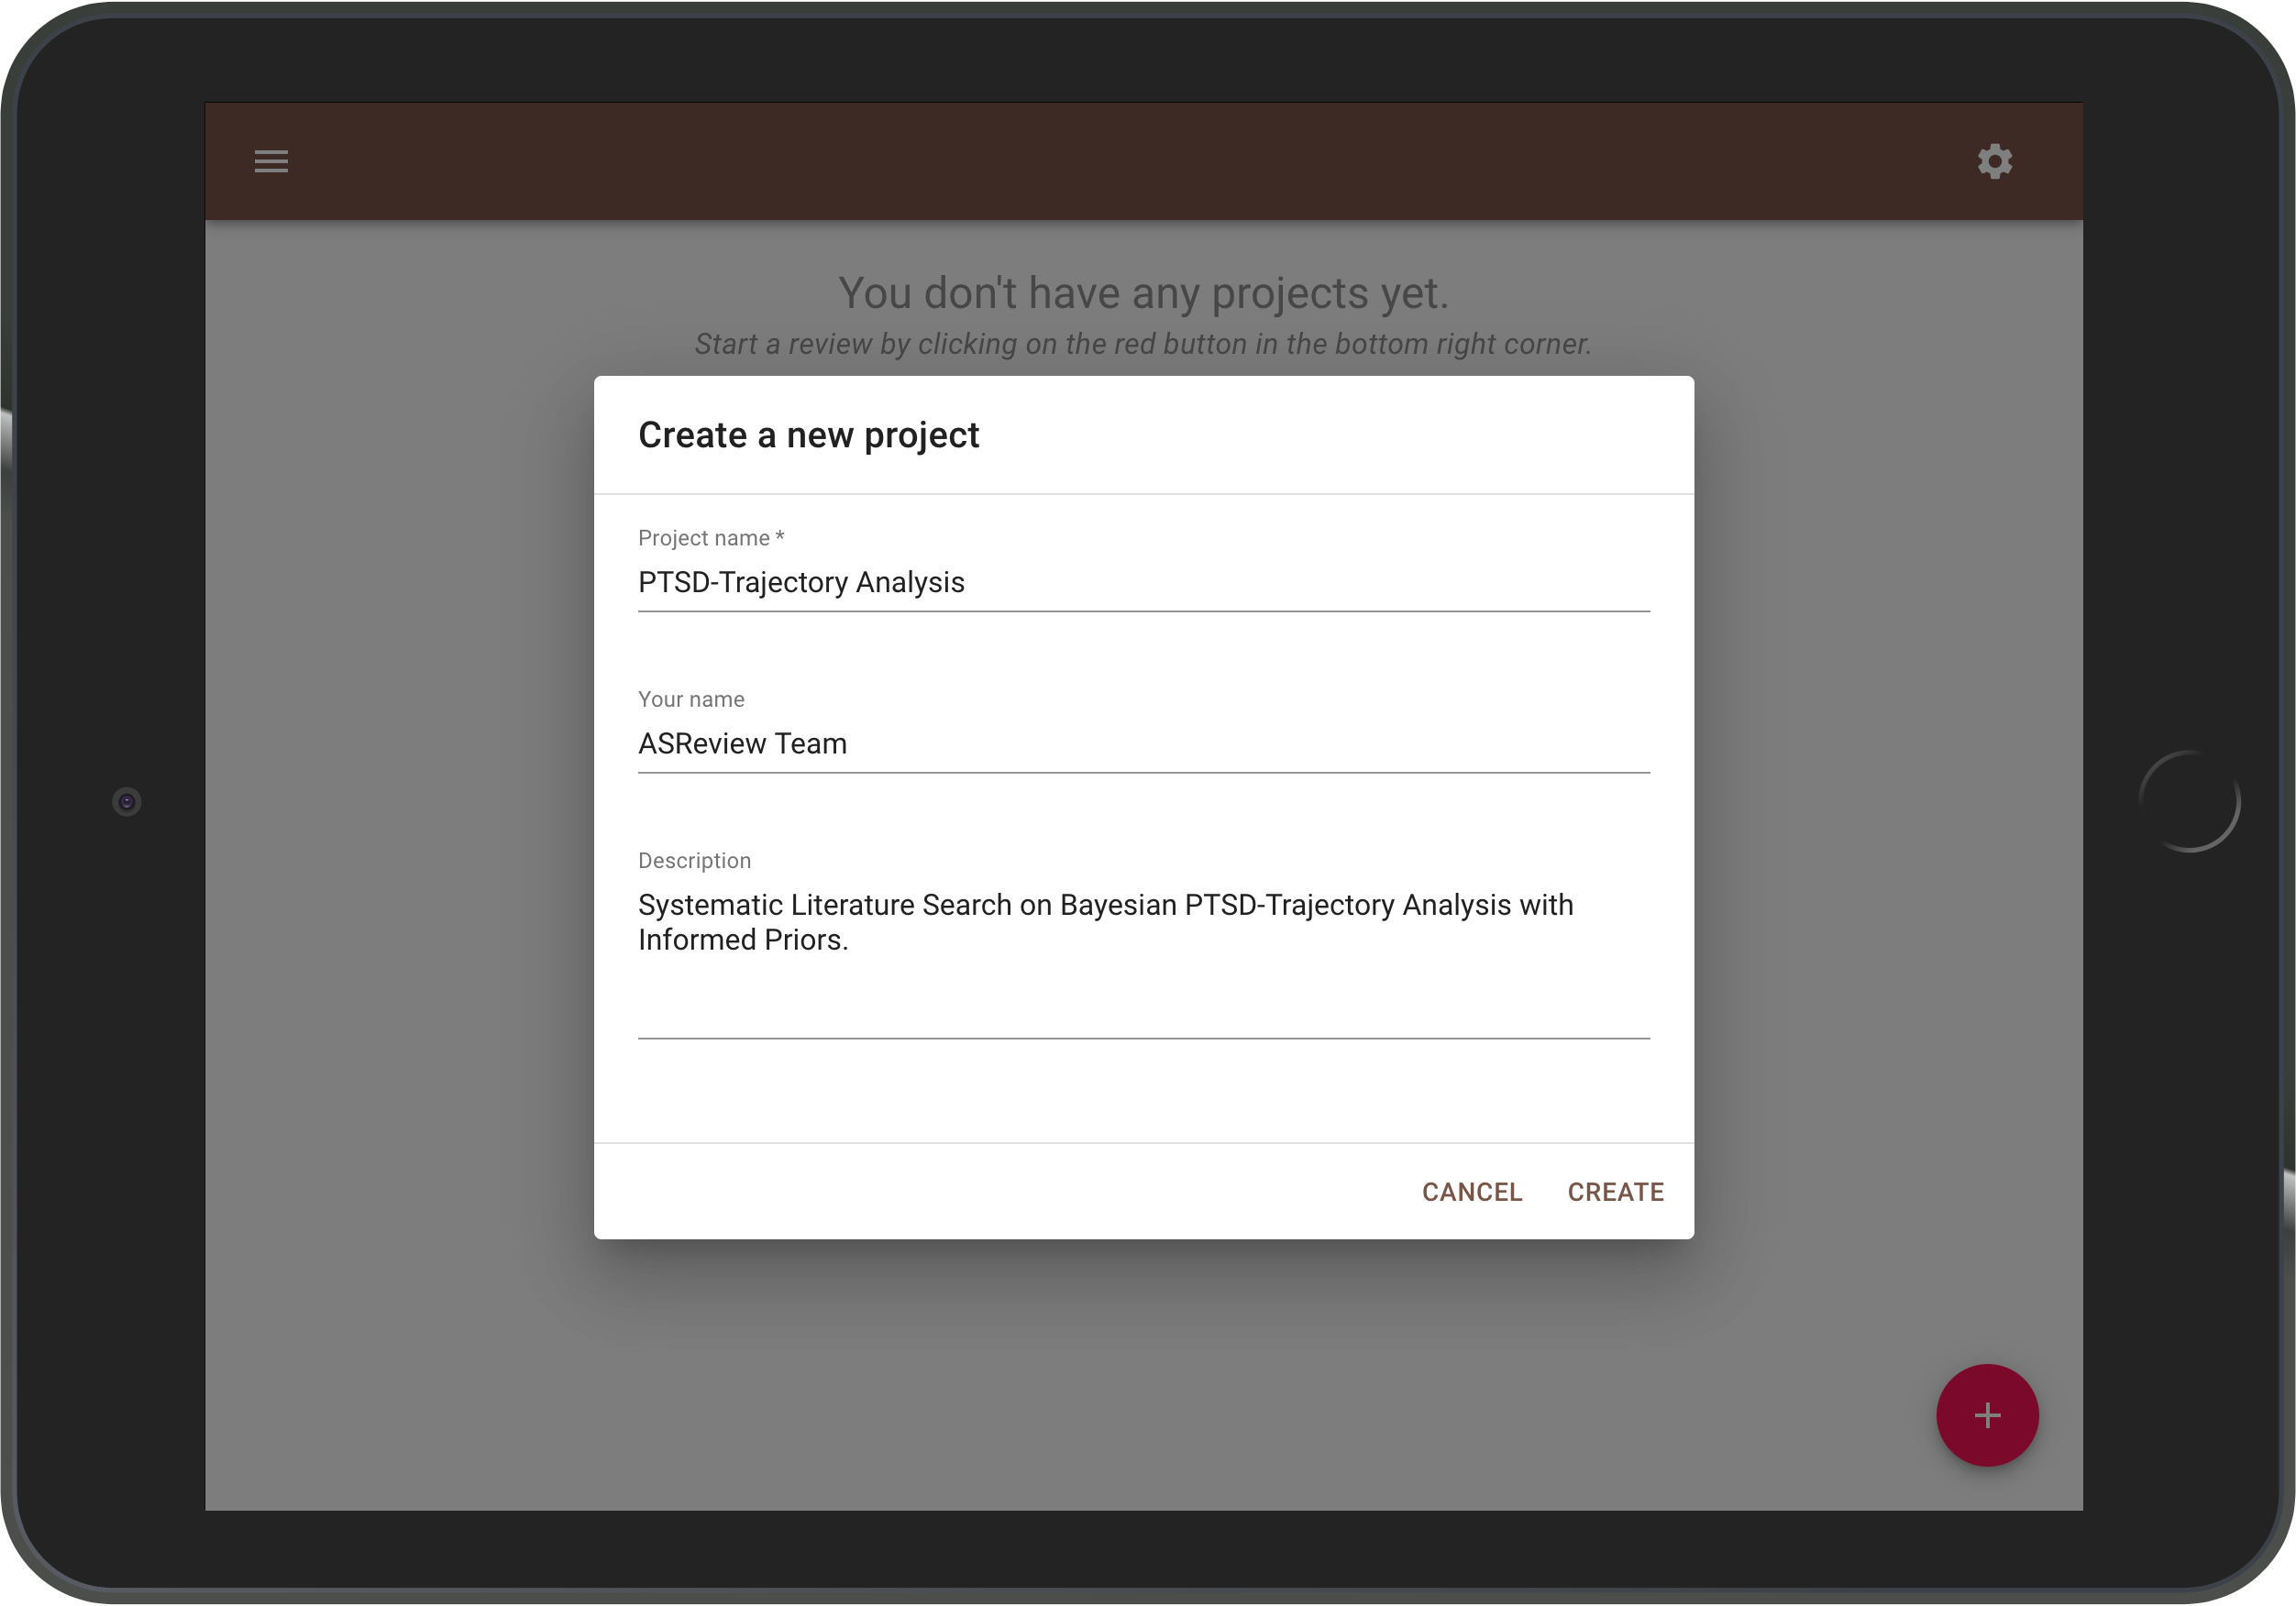 You don't have any projects yet.
Start a review by clicking on the red button in the bottom right corner.
Create a new project
Project name *
PTSD-Trajectory Analysis
Your name
ASReview Team
Description
Systematic Literature Search on Bayesian PTSD-Trajectory Analysis with
Informed Priors.
CANCEL CREATE